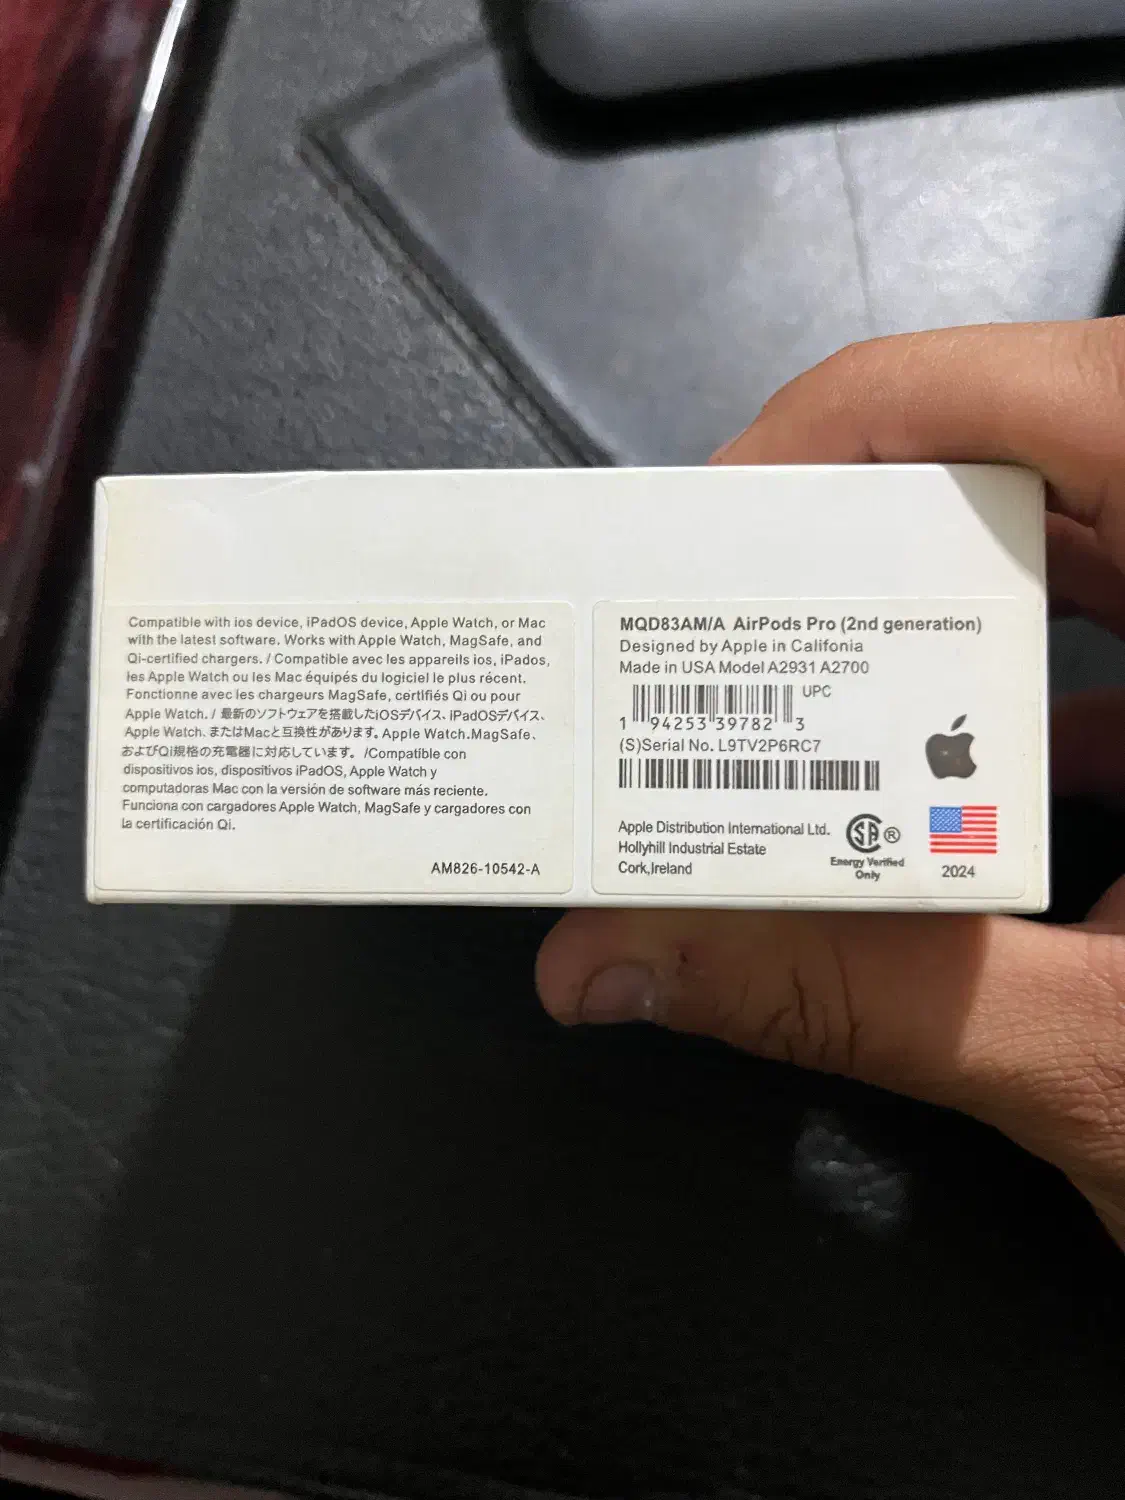 Compatible with ios device, iPadOS device, Apple Watch, or Mac
with the latest software. Works with Apple Watch, MagSafe, and
Qi-certified chargers. / Compatible avec les appareils ios, iPados,
les Apple Watch ou les Mac équipés du logiciel le plus récent.
Fonctionne avec les chargeurs MagSafe, certifiés Qi ou pour
Apple Watch. / 最新のソフトウェアを搭載したiOSデバイス、iPadOSデバイス、
Apple Watch. またはMacと互換性があります。Apple Watch.MagSafe、
およびQi規格の充電器に対応しています。 /Compatible con
dispositivos ios, dispositivos iPadOS, Apple Watch y
computadoras Mac con la versión de software más reciente.
Funciona con cargadores Apple Watch, MagSafe y cargadores con
la certificación Qi.
AM826-10542-A
MQD83AM/A AirPods Pro (2nd generation)
Designed by Apple in Califonia
Made in USA Model A2931 A2700
UPC
1 94253 39782 3
(S)Serial No. L9TV2P6RC7
Apple Distribution International Ltd.
Hollyhill Industrial Estate
Cork,Ireland
SA ®
Energy Verified
Only
2024